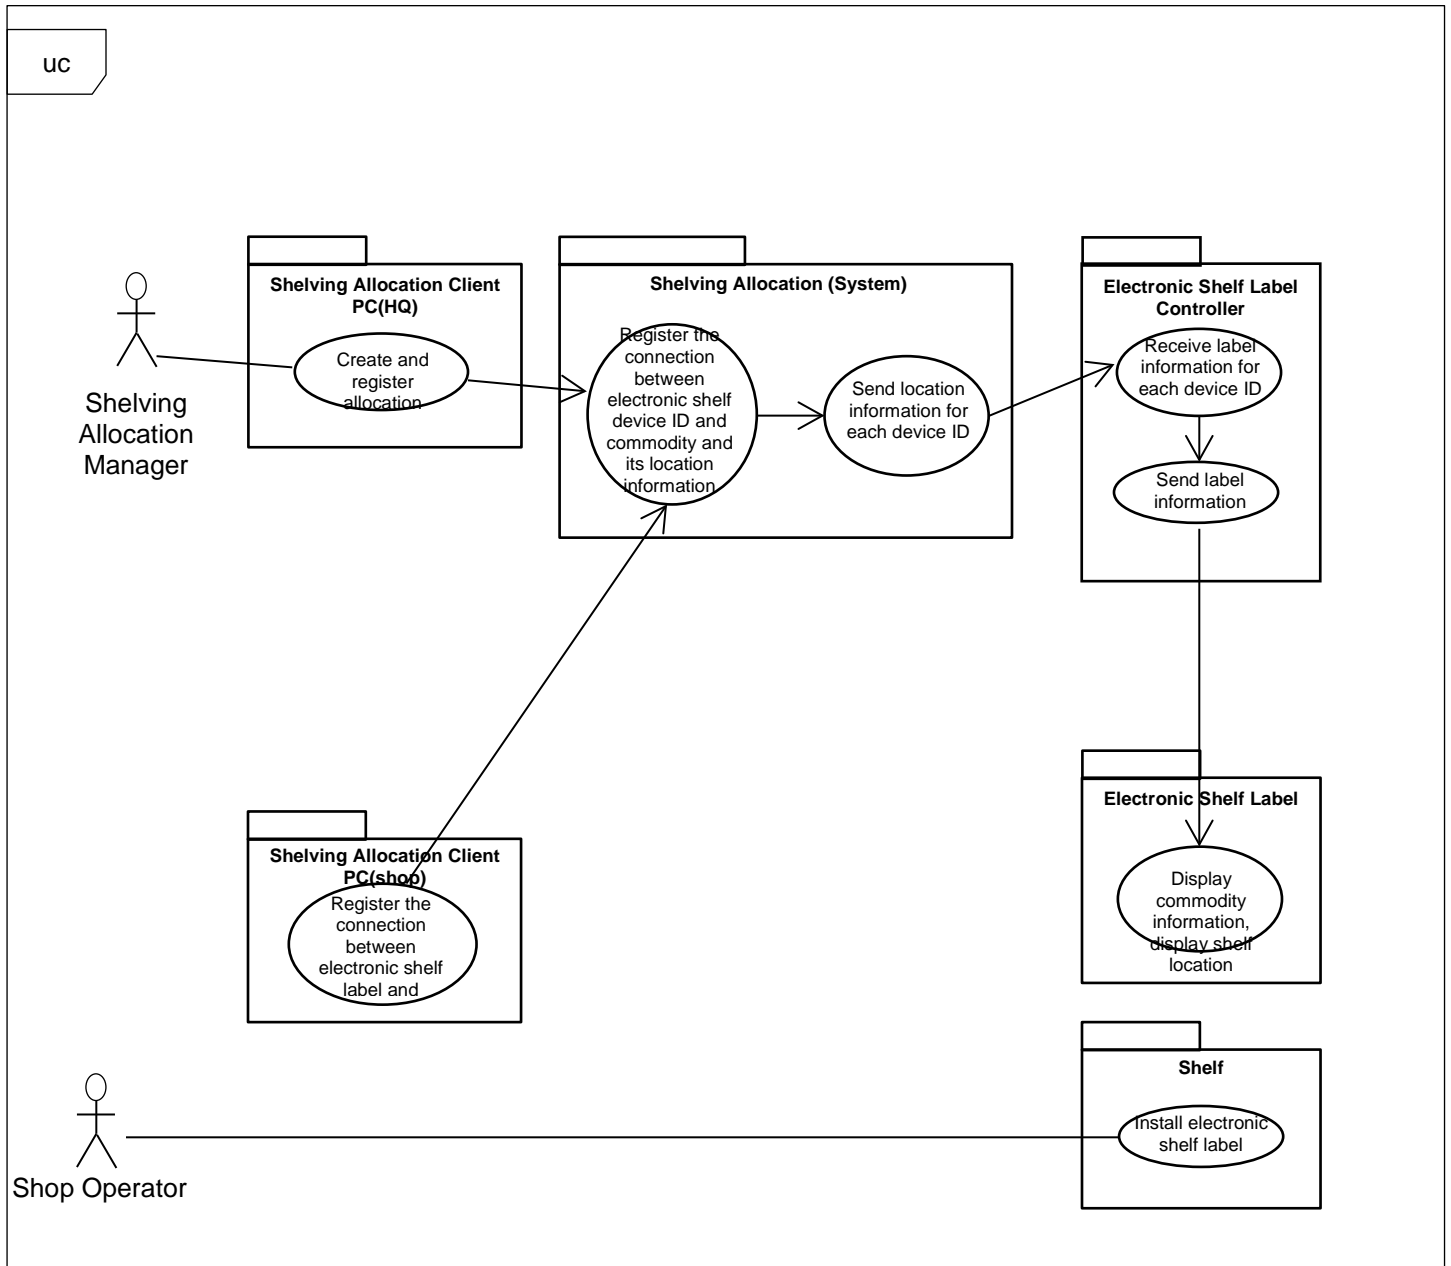 uc
Shelving Allocation Client
PC(HQ)
Create and
register
allocation
Shelving
Allocation
Manager
Shelving Allocation (System)
Register the
connection
between
electronic shelf
device ID and
commodity and
its location
information
Send location
information for
each device ID
Electronic Shelf Label
Controller
Receive label
information for
each device ID
Send label
information
Shelving Allocation Client
PC(shop)
Register the
connection
between
electronic shelf
label and
Electronic Shelf Label
Display
commodity
information,
display shelf
location
Shelf
Install electronic
shelf label
Shop Operator